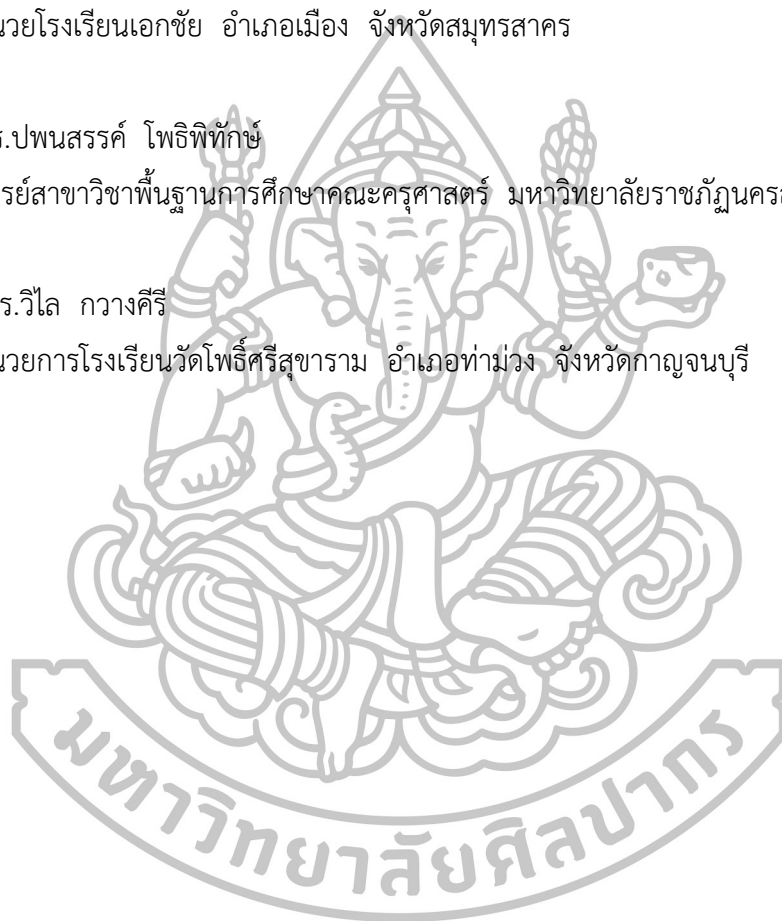 นวยโรงเรียนเอกชัย อำเภอเมือง จังหวัดสมุทรสาคร
ร.ปพนสรรค์ โพธิพิทักษ์
รย์สาขาวิชาพื้นฐานการศึกษาคณะครุศาสตร์ มหาวิทยาลัยราชภัฏนคร
ร.วิไล กวางคีรี
นวยการโรงเรียนวัดโพธิ์ศรีสุขาราม อำเภอท่าม่วง จังหวัดกาญจนบุรี
มหาวิทยาลัยศิลปากร